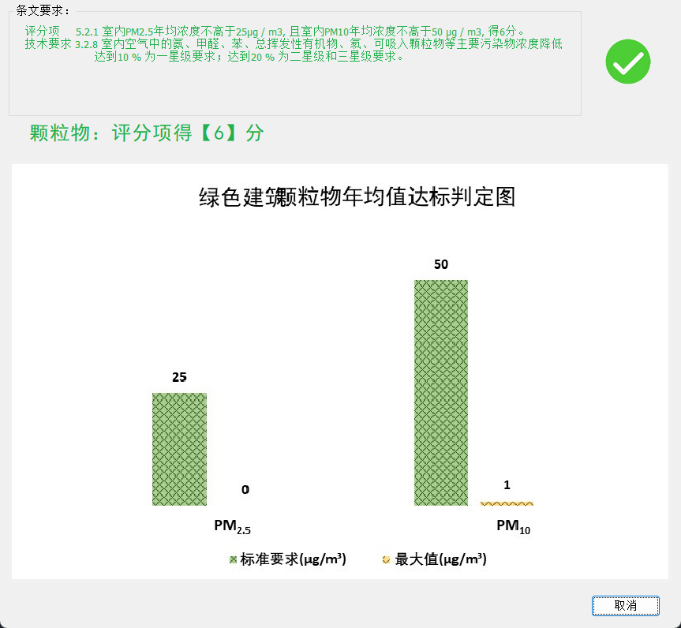 条文要求:
评分项 5.2.1 室内PM2.5年均浓度不高于25μg / m3, 且室内PM10年均浓度不高于50 μg / m3, 得6分。
技术要求 3.2.8 室内空气中的氨、甲醛、苯、总挥发性有机物、氡、可吸入颗粒物等主要污染物浓度降低
达到10 % 为一星级要求；达到20 % 为二星级和三星级要求。
颗粒物：评分项得【6】分
绿色建筑颗粒物年均值达标判定图
50
25
0
1
PM2.5
PM10
标准要求(μg/m³)
最大值(μg/m³)
取消